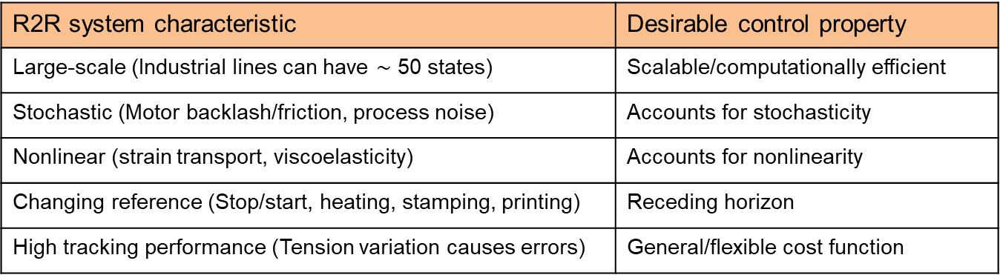 R2R system characteristic
Desirable control property
Large-scale (Industrial lines can have ~ 50 states)
Scalable/computationally efficient
Stochastic (Motor backlash/friction, process noise)
Accounts for stochasticity
Nonlinear (strain transport, viscoelasticity)
Accounts for nonlinearity
Changing reference (Stop/start, heating, stamping, printing)
Receding horizon
High tracking performance (Tension variation causes errors)
General/flexible cost function